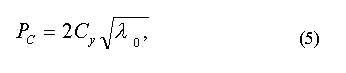 P_C = 2C_y√λ_0, (5)